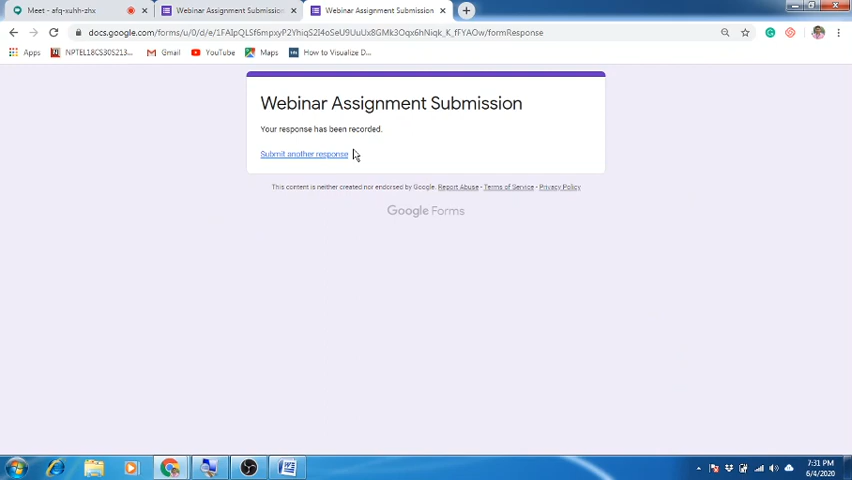 Meet - afq-xuhh-zhx
Webinar Assignment Submission
Webinar Assignment Submission
docs.google.com/forms/u/0/d/e/1FAIpQLSf6mpxyP2YhiqS2I4oSeU9UuUx8GMk3Oqx6hNiqk_K_fFYAOw/formResponse
Apps
NPTEL18CS30S213...
Gmail
YouTube
Maps
How to Visualize D...
Webinar Assignment Submission
Your response has been recorded.
Submit another response
This content is neither created nor endorsed by Google. Report Abuse - Terms of Service - Privacy Policy
Google Forms
7:31 PM
6/4/2020